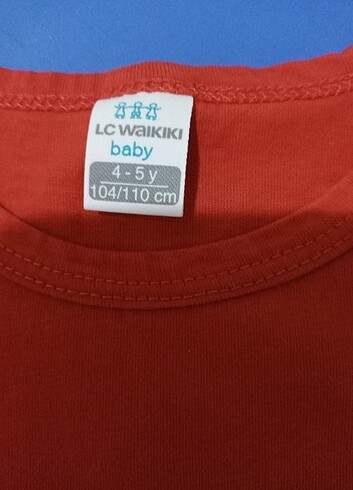 LC WAIKIKI
baby
4 - 5 y
104/110 cm